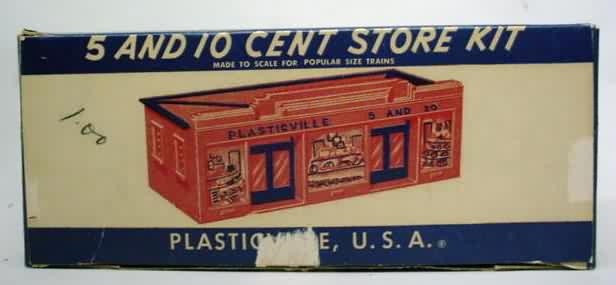 5 AND 10 CENT STORE KIT
MADE TO SCALE FOR POPULAR SIZE TRAINS
1.00
PLASTICVILLE 5 AND 10
PLASTICVILLE, U.S.A.®